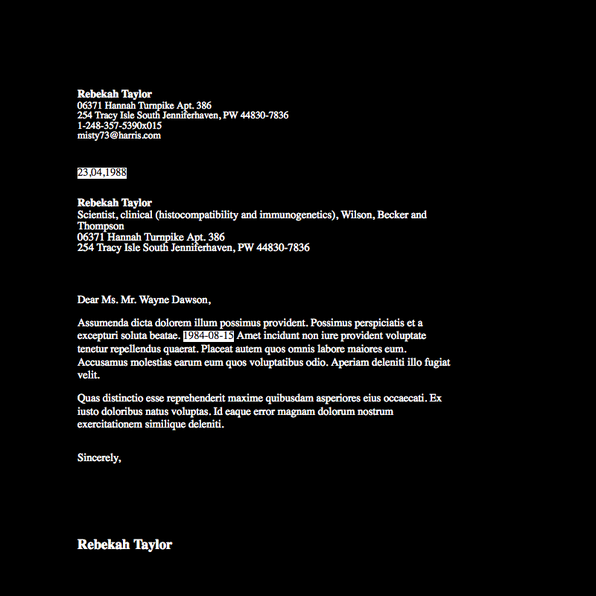 Rebekah Taylor
06371 Hannah Turnpike Apt. 386
254 Tracy Isle South Jenniferhaven, PW 44830-7836
1-248-357-5390x015
misty73@harris.com
23,04,1988
Rebekah Taylor
Scientist, clinical (histocompatibility and immunogenetics), Wilson, Becker and
Thompson
06371 Hannah Turnpike Apt. 386
254 Tracy Isle South Jenniferhaven, PW 44830-7836
Dear Ms. Mr. Wayne Dawson,
Assumenda dicta dolorem illum possimus provident. Possimus perspiciatis et a
excepturi soluta beatae. 1984-08-15 Amet incidunt non iure provident voluptate
tenetur repellendus quaerat. Placeat autem quos omnis labore maiores eum.
Accusamus molestias earum eum quos voluptatibus odio. Aperiam deleniti illo fugiat
velit.
Quas distinctio esse reprehenderit maxime quibusdam asperiores eius occaecati. Ex
iusto doloribus natus voluptas. Id eaque error magnam dolorum nostrum
exercitationem similique deleniti.
Sincerely,
Rebekah Taylor